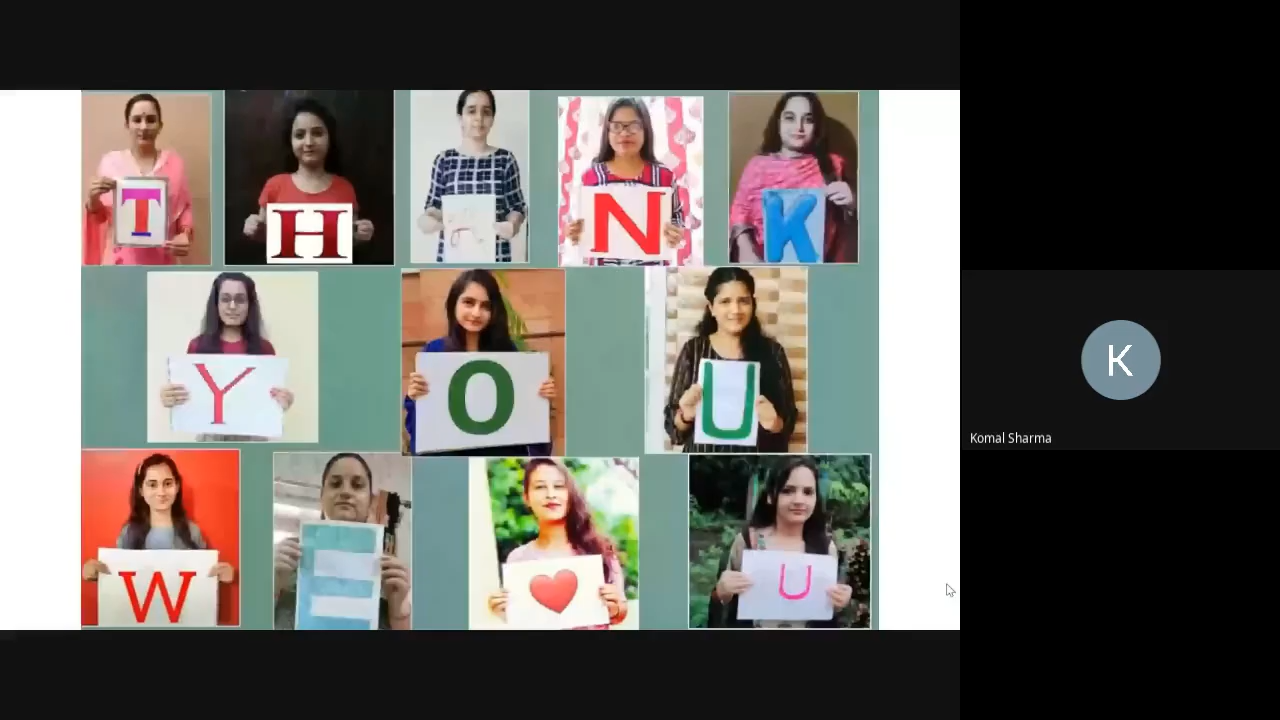 T H A N K
Y O U
W E ❤ U
K
Komal Sharma